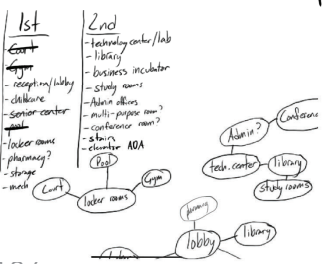 1st
Court
Gym
- reception/lobby
- childcare
- senior center
- pool
- locker rooms
- pharmacy?
- storage
- mech
2nd
- technology center/lab
- library
- business incubator
- study rooms
- Admin offices
- multi-purpose room?
- conference room?
- stairs
- elevator ADA
Pool
Court
Gym
locker rooms
Conference
Admin?
tech. center
library
study rooms
pharmacy
lobby
library